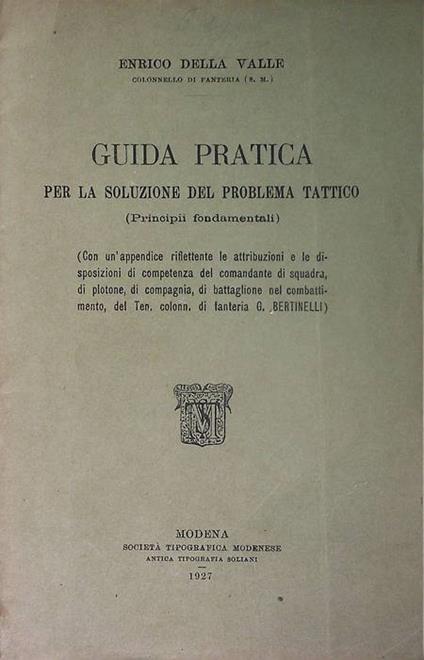 ENRICO DELLA VALLE
COLONNELLO DI FANTERIA (S. M.)
GUIDA PRATICA
PER LA SOLUZIONE DEL PROBLEMA TATTICO
(Principii fondamentali)
(Con un'appendice riflettente le attribuzioni e le di-
sposizioni di competenza del comandante di squadra,
di plotone, di compagnia, di battaglione nel combatti-
mento, del Ten. colonn. di fanteria G. BERTINELLI)
MODENA
SOCIETÀ TIPOGRAFICA MODENESE
ANTICA TIPOGRAFIA SOLIANI
1927